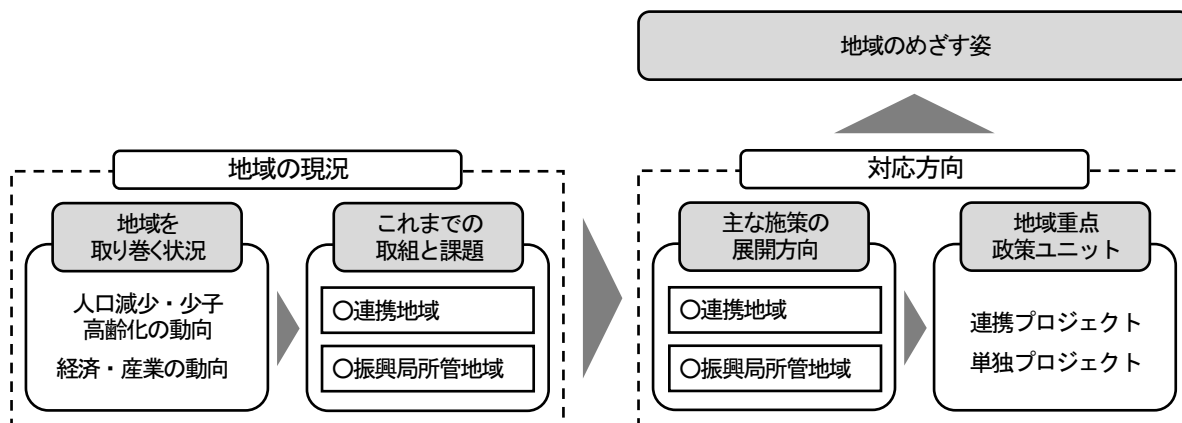 地域のめざす姿
地域の現況
地域を
取り巻く状況
人口減少・少子
高齢化の動向
経済・産業の動向
これまでの
取組と課題
〇連携地域
〇振興局所管地域
対応方向
主な施策の
展開方向
〇連携地域
〇振興局所管地域
地域重点
政策ユニット
連携プロジェクト
単独プロジェクト